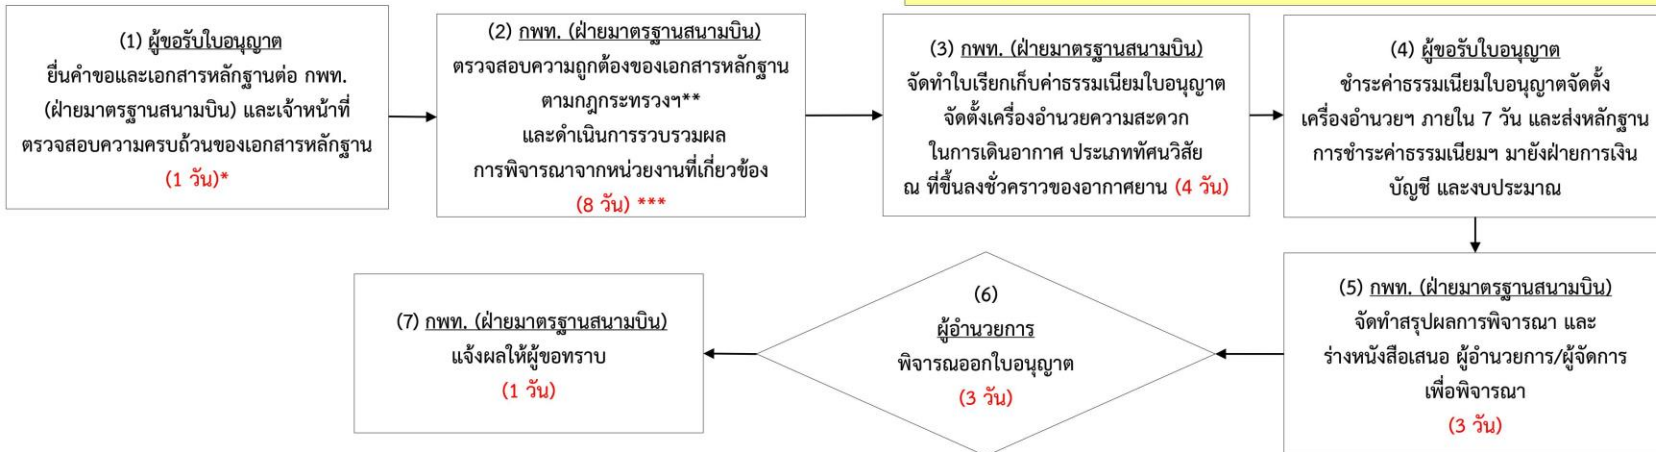 (1) ผู้ขอรับใบอนุญาต
ยื่นคำขอและเอกสารหลักฐานต่อ กพท.
(ฝ่ายมาตรฐานสนามบิน) และเจ้าหน้าที่
ตรวจสอบความครบถ้วนของเอกสารหลักฐาน
(1 วัน)*
(2) กพท. (ฝ่ายมาตรฐานสนามบิน)
ตรวจสอบความถูกต้องของเอกสารหลักฐาน
ตามกฎกระทรวงฯ**
และดำเนินการรวบรวมผล
การพิจารณาจากหน่วยงานที่เกี่ยวข้อง
(8 วัน) ***
(3) กพท. (ฝ่ายมาตรฐานสนามบิน)
จัดทำใบเรียกเก็บค่าธรรมเนียมใบอนุญาต
จัดตั้งเครื่องอำนวยความสะดวก
ในการเดินอากาศ ประเภททัศนวิสัย
ณ ที่ขึ้นลงชั่วคราวของอากาศยาน (4 วัน)
(4) ผู้ขอรับใบอนุญาต
ชำระค่าธรรมเนียมใบอนุญาตจัดตั้ง
เครื่องอำนวยฯ ภายใน 7 วัน และส่งหลักฐาน
การชำระค่าธรรมเนียมฯ มายังฝ่ายการเงิน
บัญชี และงบประมาณ
(5) กพท. (ฝ่ายมาตรฐานสนามบิน)
จัดทำสรุปผลการพิจารณา และ
ร่างหนังสือเสนอ ผู้อำนวยการ/ผู้จัดการ
เพื่อพิจารณา
(3 วัน)
(6)
ผู้อำนวยการ
พิจารณออกใบอนุญาต
(3 วัน)
(7) กพท. (ฝ่ายมาตรฐานสนามบิน)
แจ้งผลให้ผู้ขอทราบ
(1 วัน)